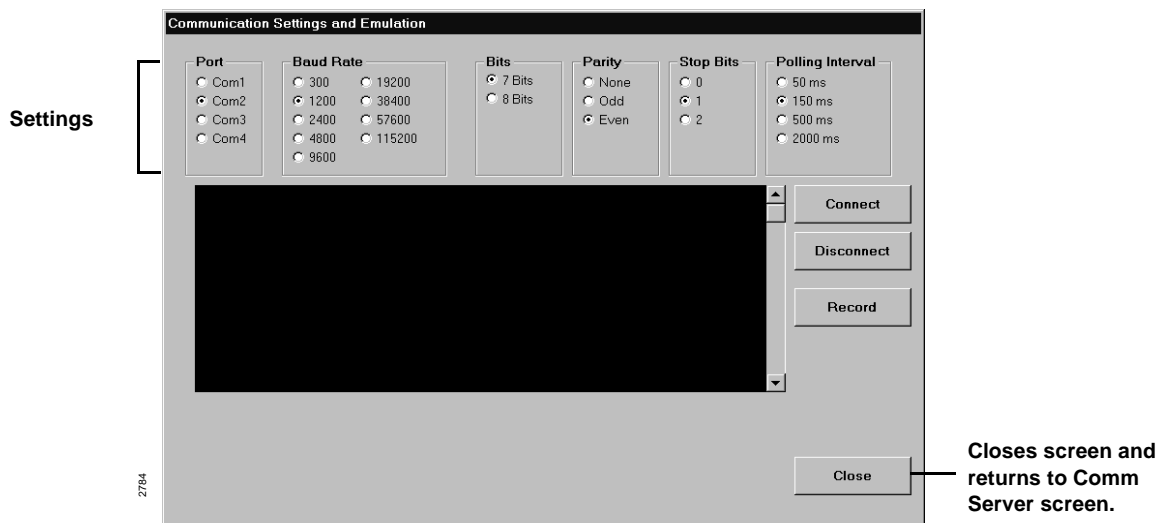 Communication Settings and Emulation
Settings
Port
Com1
Com2
Com3
Com4
Baud Rate
300
1200
2400
4800
9600
19200
38400
57600
115200
Bits
7 Bits
8 Bits
Parity
None
Odd
Even
Stop Bits
0
1
2
Polling Interval
50 ms
150 ms
500 ms
2000 ms
Connect
Disconnect
Record
Close
Closes screen and
returns to Comm
Server screen.
2784